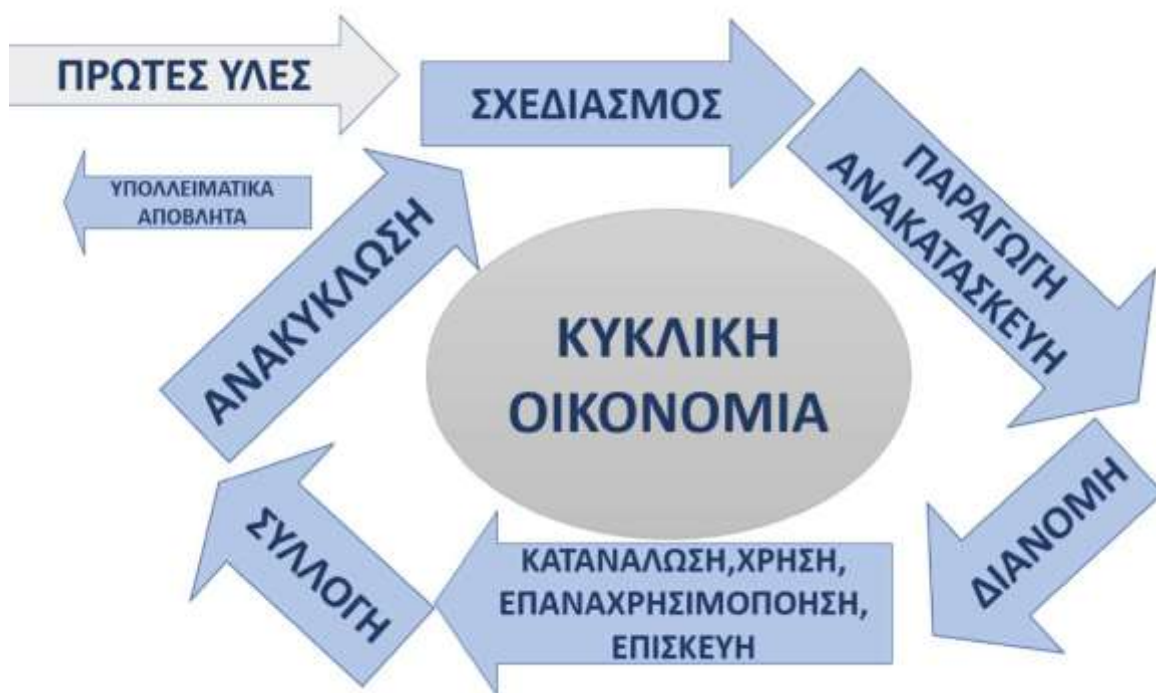 ΠΡΩΤΕΣ ΥΛΕΣ
ΣΧΕΔΙΑΣΜΟΣ
ΠΑΡΑΓΩΓΗ
ΑΝΑΚΑΤΑΣΚΕΥΗ
ΔΙΑΝΟΜΗ
ΚΑΤΑΝΑΛΩΣΗ,ΧΡΗΣΗ,
ΕΠΑΝΑΧΡΗΣΙΜΟΠΟΗΣΗ,
ΕΠΙΣΚΕΥΗ
ΣΥΛΛΟΓΗ
ΑΝΑΚΥΚΛΩΣΗ
ΥΠΟΛΛΕΙΜΑΤΙΚΑ
ΑΠΟΒΛΗΤΑ
ΚΥΚΛΙΚΗ
ΟΙΚΟΝΟΜΙΑ